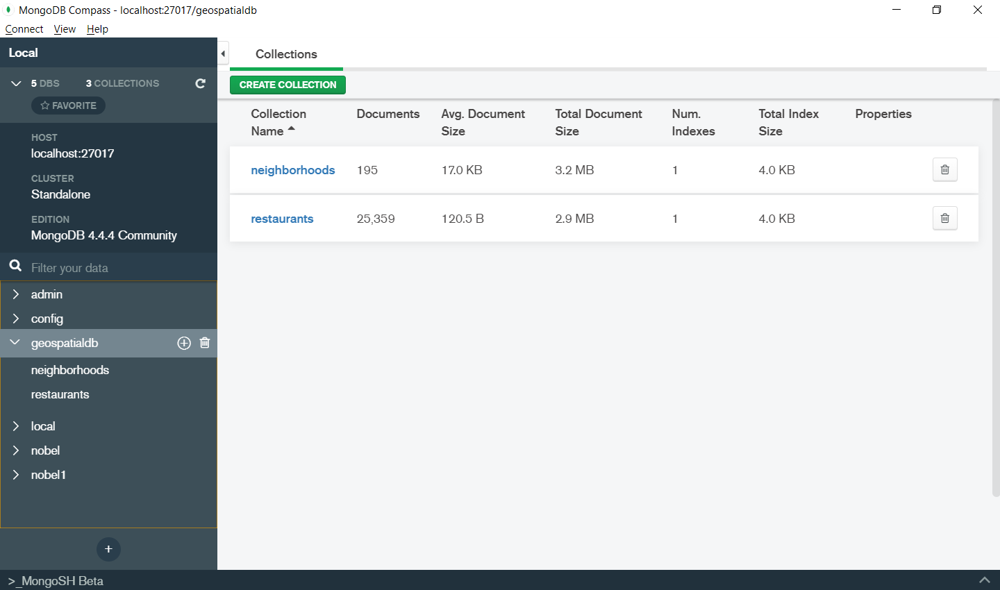 MongoDB Compass - localhost:27017/geospatialdb
Connect View Help
Local
5 DBS 3 COLLECTIONS
FAVORITE
HOST
localhost:27017
CLUSTER
Standalone
EDITION
MongoDB 4.4.4 Community
Filter your data
admin
config
geospatialdb
neighborhoods
restaurants
local
nobel
nobel1
>_MongoSH Beta
Collections
CREATE COLLECTION
Collection Name Documents Avg. Document Size Total Document Size Num. Indexes Total Index Size Properties
neighborhoods 195 17.0 KB 3.2 MB 1 4.0 KB
restaurants 25,359 120.5 B 2.9 MB 1 4.0 KB